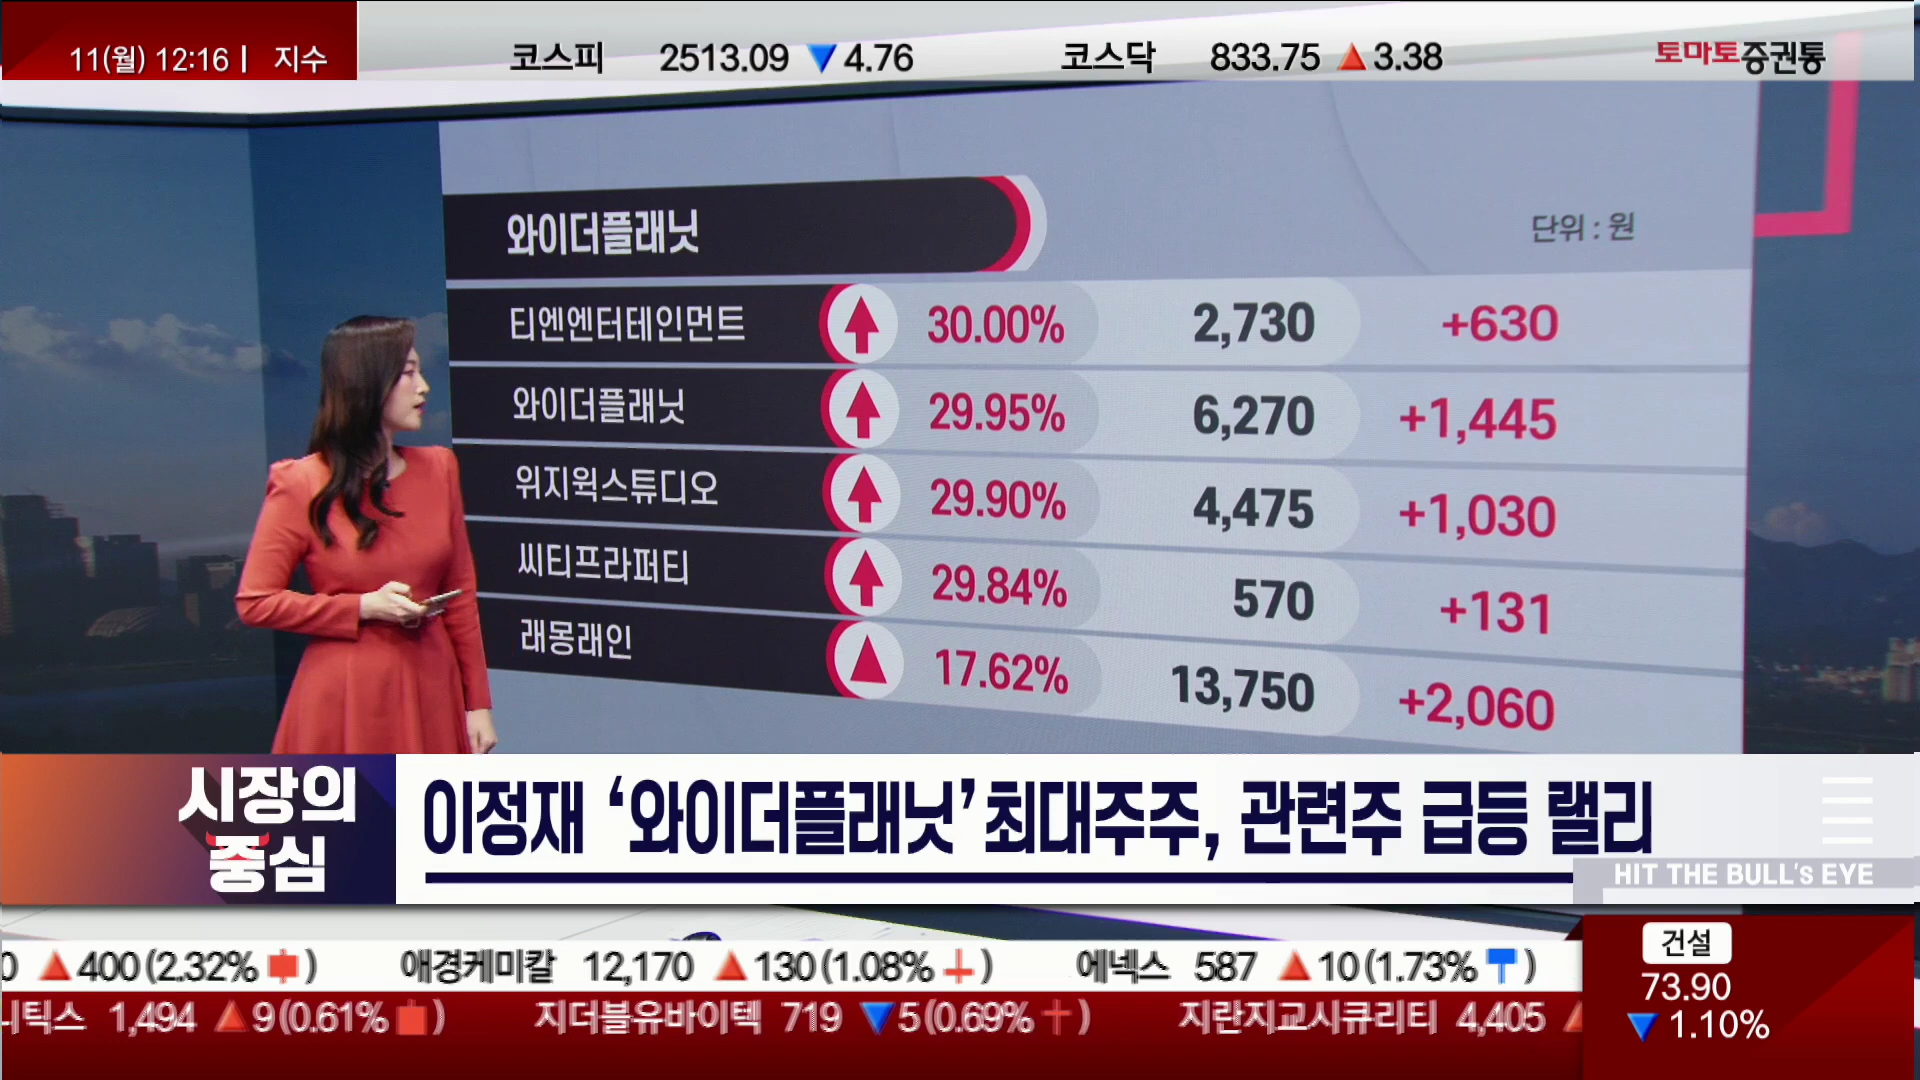 11(월) 12:16 | 지수 코스피 2513.09 ▼4.76 코스닥 833.75 ▲3.38 토마토증권통
와이더플래닛
단위 : 원
티엔엔터테인먼트 30.00% 2,730 +630
와이더플래닛 29.95% 6,270 +1,445
위지윅스튜디오 29.90% 4,475 +1,030
씨티프라퍼티 29.84% 570 +131
래몽래인 17.62% 13,750 +2,060
시장의
중심
이정재 ‘와이더플래닛’ 최대주주, 관련주 급등 랠리
HIT THE BULL's EYE
0 ▲400(2.32%) 애경케미칼 12,170 ▲130(1.08%) 에넥스 587 ▲10(1.73%)
니틱스 1,494 ▲9(0.61%) 지더블유바이텍 719 ▼5(0.69%) 지란지교시큐리티 4,405
건설
73.90
▼ 1.10%